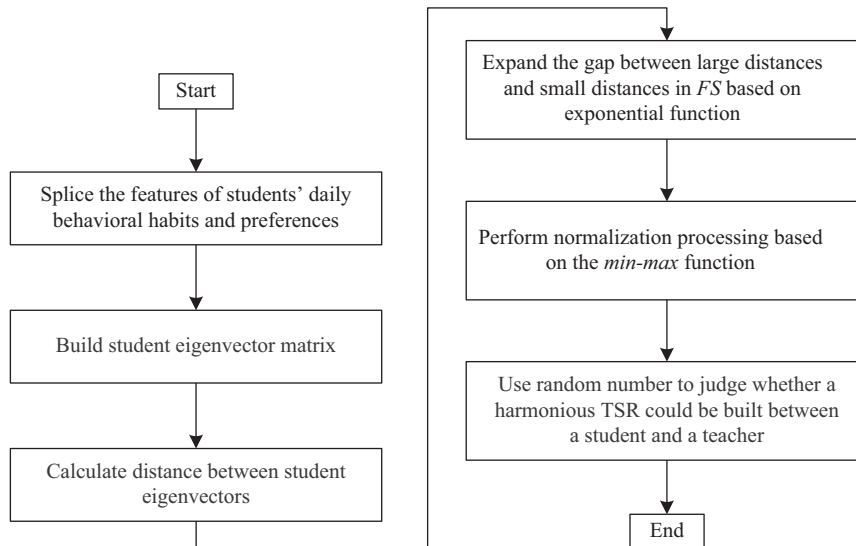 Start
Splice the features of students’ daily
behavioral habits and preferences
Build student eigenvector matrix
Calculate distance between student
eigenvectors
Expand the gap between large distances
and small distances in FS based on
exponential function
Perform normalization processing based
on the min-max function
Use random number to judge whether a
harmonious TSR could be built between
a student and a teacher
End